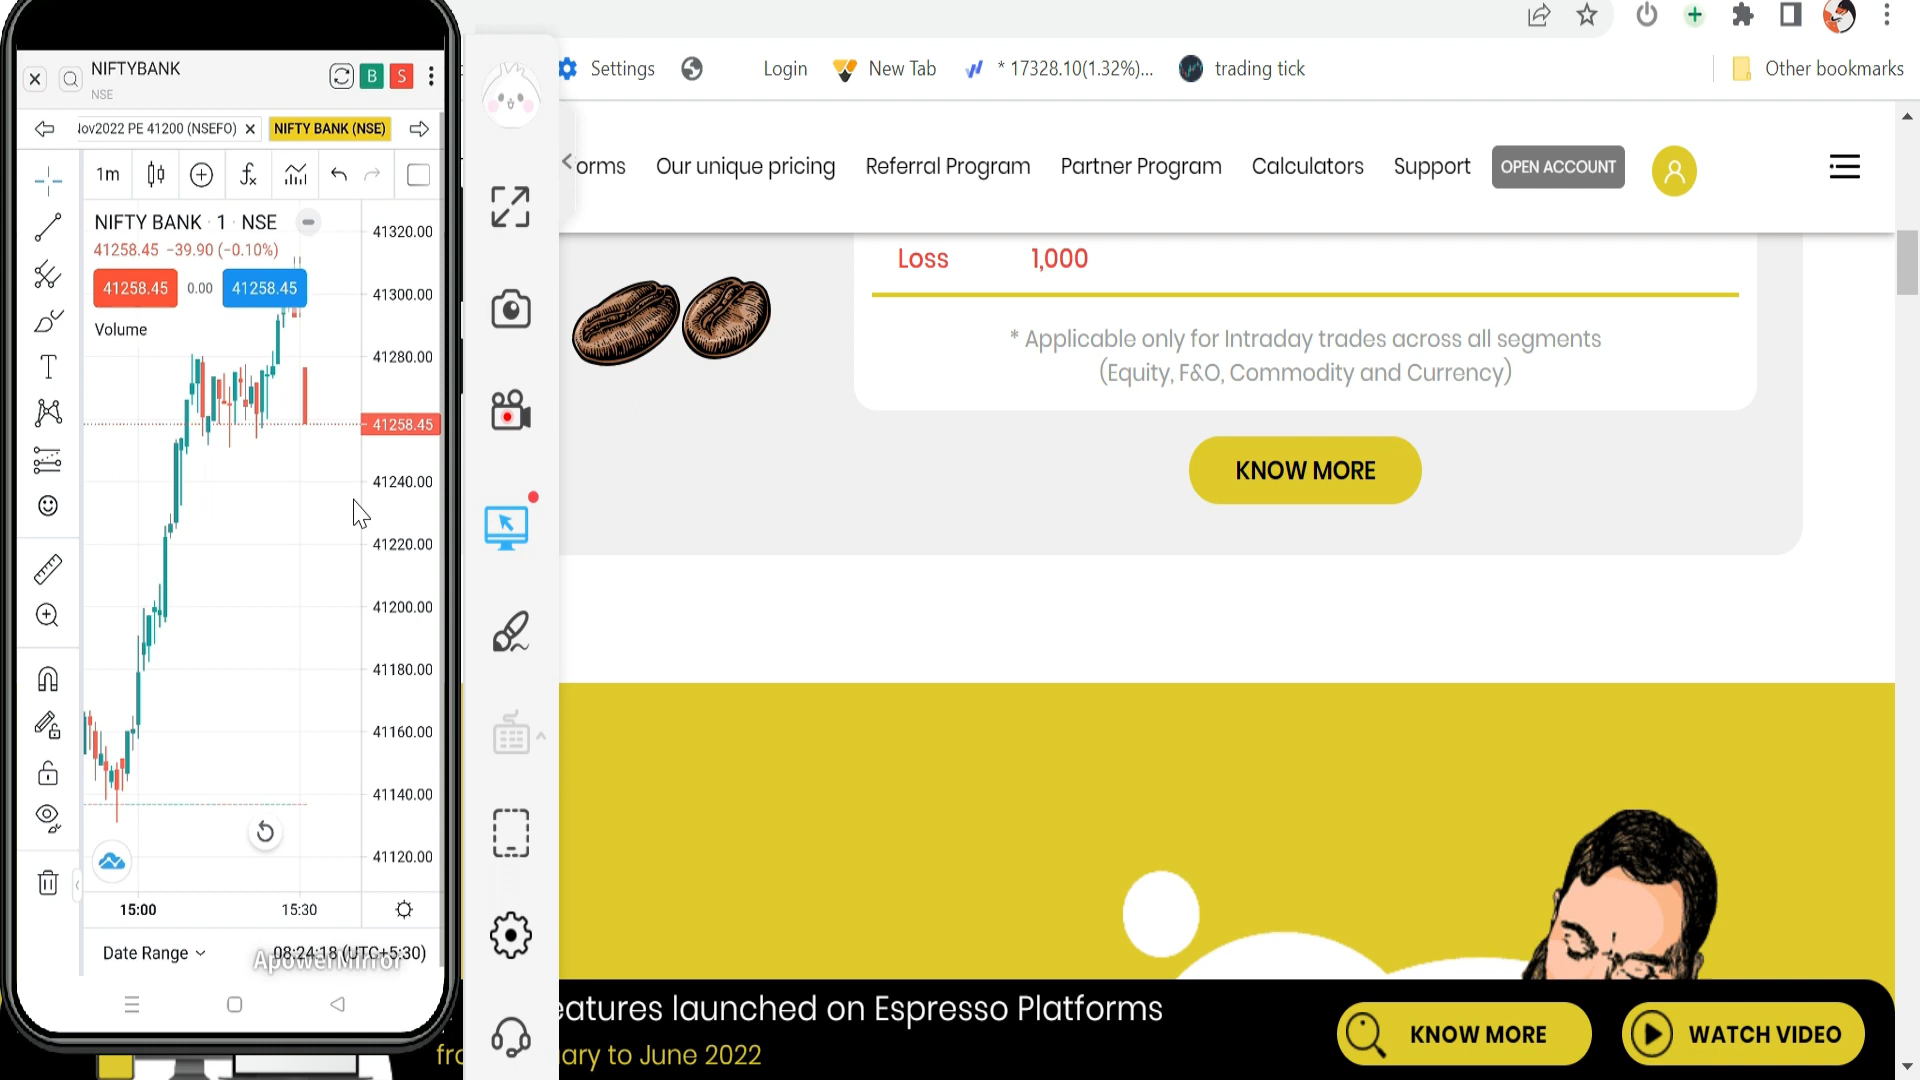 NIFTYBANK
NSE
B
S
Nov2022 PE 41200 (NSEFO)
NIFTY BANK (NSE)
1m
NIFTY BANK · 1 · NSE
41258.45 −39.90 (−0.10%)
41258.45
0.00
41258.45
Volume
41320.00
41300.00
41280.00
41258.45
41240.00
41220.00
41200.00
41180.00
41160.00
41140.00
41120.00
15:00
15:30
Date Range
08:24:18 (UTC+5:30)
ApowerMirror
Settings
Login
New Tab
* 17328.10(1.32%)...
trading tick
Other bookmarks
orms
Our unique pricing
Referral Program
Partner Program
Calculators
Support
OPEN ACCOUNT
Loss
1,000
* Applicable only for Intraday trades across all segments
(Equity, F&O, Commodity and Currency)
KNOW MORE
eatures launched on Espresso Platforms
ary to June 2022
KNOW MORE
WATCH VIDEO